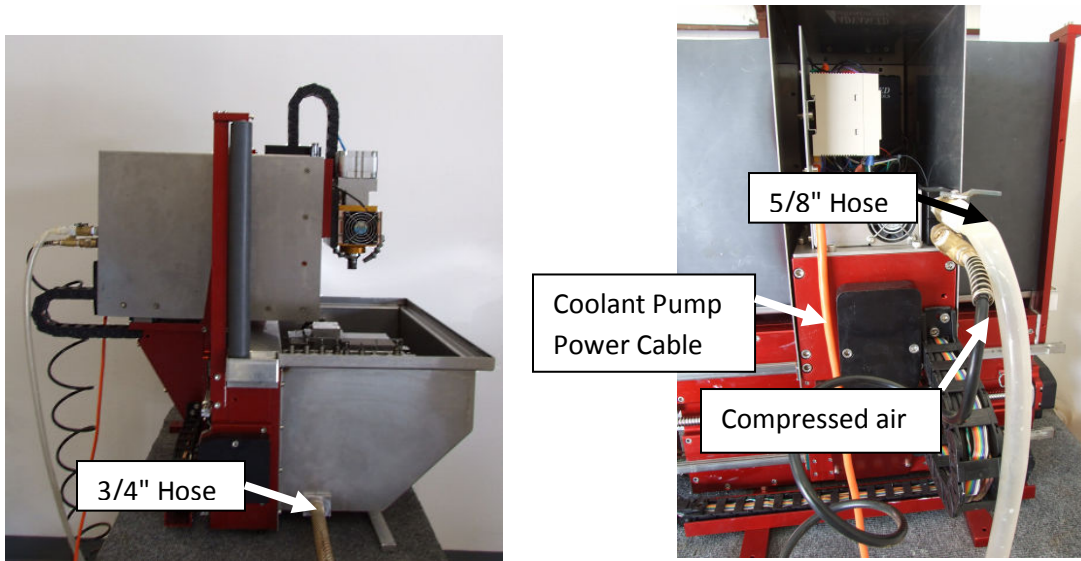 3/4" Hose
5/8" Hose
Coolant Pump
Power Cable
Compressed air